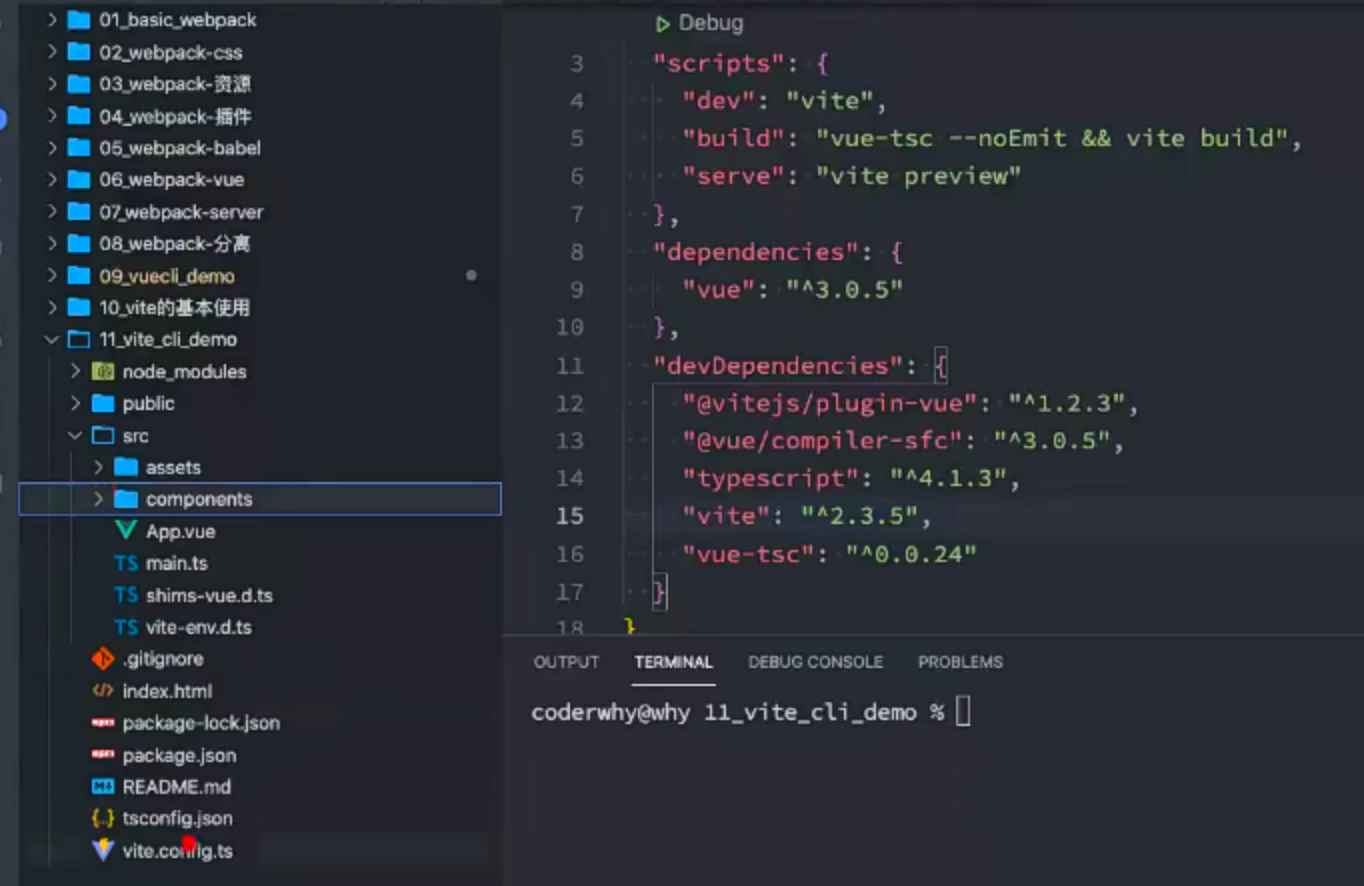 01_basic_webpack
02_webpack-css
03_webpack-资源
04_webpack-插件
05_webpack-babel
06_webpack-vue
07_webpack-server
08_webpack-分离
09_vuecli_demo
10_vite的基本使用
11_vite_cli_demo
node_modules
public
src
assets
components
App.vue
TS main.ts
TS shims-vue.d.ts
TS vite-env.d.ts
.gitignore
index.html
package-lock.json
package.json
README.md
tsconfig.json
vite.config.ts
Debug
3 "scripts": {
4 "dev": "vite",
5 "build": "vue-tsc --noEmit && vite build",
6 "serve": "vite preview"
7 },
8 "dependencies": {
9 "vue": "^3.0.5"
10 },
11 "devDependencies": {
12 "@vitejs/plugin-vue": "^1.2.3",
13 "@vue/compiler-sfc": "^3.0.5",
14 "typescript": "^4.1.3",
15 "vite": "^2.3.5",
16 "vue-tsc": "^0.0.24"
17 }
18 }
OUTPUT TERMINAL DEBUG CONSOLE PROBLEMS
coderwhy@why 11_vite_cli_demo %